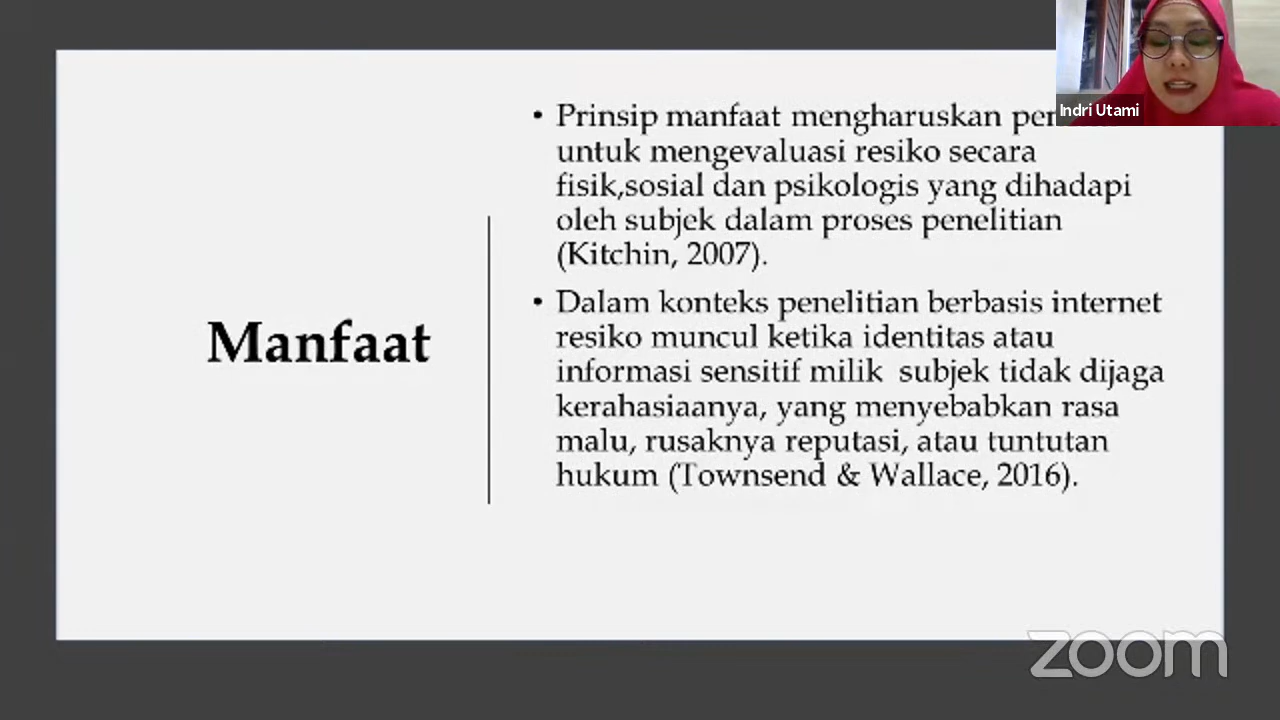 Indri Utami
Manfaat
• Prinsip manfaat mengharuskan
untuk mengevaluasi resiko secara
fisik,sosial dan psikologis yang dihadapi
oleh subjek dalam proses penelitian
(Kitchin, 2007).
• Dalam konteks penelitian berbasis internet
resiko muncul ketika identitas atau
informasi sensitif milik subjek tidak dijaga
kerahasiaanya, yang menyebabkan rasa
malu, rusaknya reputasi, atau tuntutan
hukum (Townsend & Wallace, 2016).
zoom